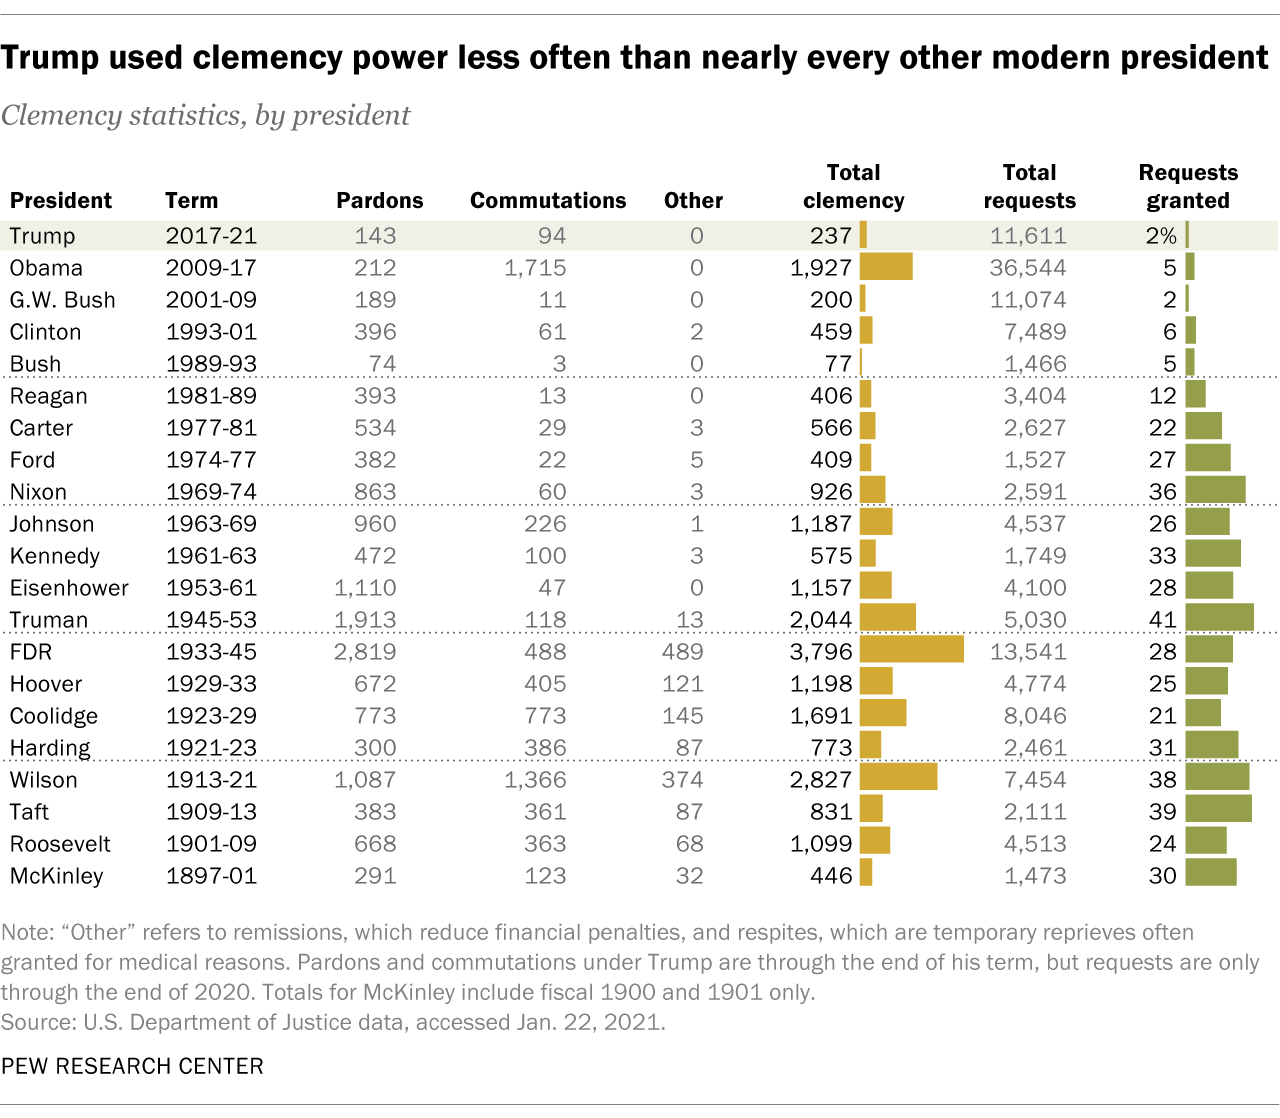 Trump used clemency power less often than nearly every other modern president
Clemency statistics, by president
President Term Pardons Commutations Other Total clemency Total requests Requests granted
Trump 2017-21 143 94 0 237 11,611 2%
Obama 2009-17 212 1,715 0 1,927 36,544 5
G.W. Bush 2001-09 189 11 0 200 11,074 2
Clinton 1993-01 396 61 2 459 7,489 6
Bush 1989-93 74 3 0 77 1,466 5
Reagan 1981-89 393 13 0 406 3,404 12
Carter 1977-81 534 29 3 566 2,627 22
Ford 1974-77 382 22 5 409 1,527 27
Nixon 1969-74 863 60 3 926 2,591 36
Johnson 1963-69 960 226 1 1,187 4,537 26
Kennedy 1961-63 472 100 3 575 1,749 33
Eisenhower 1953-61 1,110 47 0 1,157 4,100 28
Truman 1945-53 1,913 118 13 2,044 5,030 41
FDR 1933-45 2,819 488 489 3,796 13,541 28
Hoover 1929-33 672 405 121 1,198 4,774 25
Coolidge 1923-29 773 773 145 1,691 8,046 21
Harding 1921-23 300 386 87 773 2,461 31
Wilson 1913-21 1,087 1,366 374 2,827 7,454 38
Taft 1909-13 383 361 87 831 2,111 39
Roosevelt 1901-09 668 363 68 1,099 4,513 24
McKinley 1897-01 291 123 32 446 1,473 30
Note: “Other” refers to remissions, which reduce financial penalties, and respites, which are temporary reprieves often
granted for medical reasons. Pardons and commutations under Trump are through the end of his term, but requests are only
through the end of 2020. Totals for McKinley include fiscal 1900 and 1901 only.
Source: U.S. Department of Justice data, accessed Jan. 22, 2021.
PEW RESEARCH CENTER